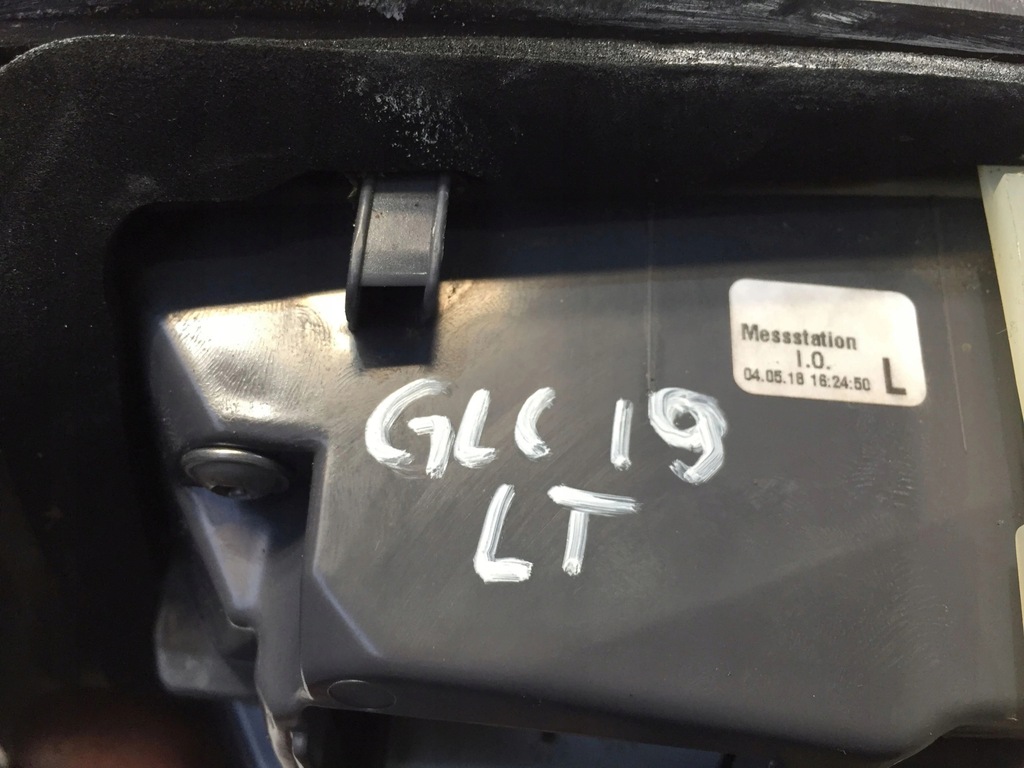 Messstation
I.O.
04.05.18 16:24:50 L
GLC 19
LT